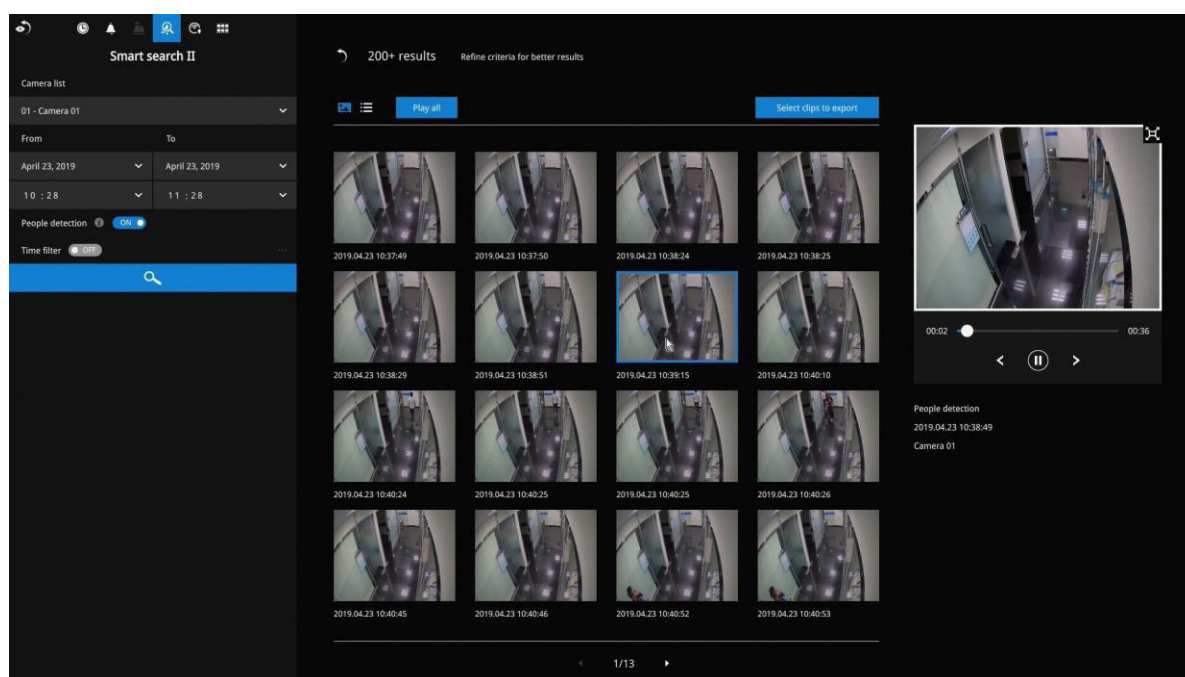 Smart search II
Camera list
01 - Camera 01
From To
April 23, 2019 April 23, 2019
10 : 28 11 : 28
People detection ON
Time filter OFF
200+ results Refine criteria for better results
Play all Select clips to export
2019.04.23 10:37:49 2019.04.23 10:37:50 2019.04.23 10:38:24 2019.04.23 10:38:25
2019.04.23 10:38:29 2019.04.23 10:38:51 2019.04.23 10:39:15 2019.04.23 10:40:10
2019.04.23 10:40:24 2019.04.23 10:40:25 2019.04.23 10:40:25 2019.04.23 10:40:26
2019.04.23 10:40:45 2019.04.23 10:40:46 2019.04.23 10:40:52 2019.04.23 10:40:53
1/13
00:02 00:36
People detection
2019.04.23 10:38:49
Camera 01